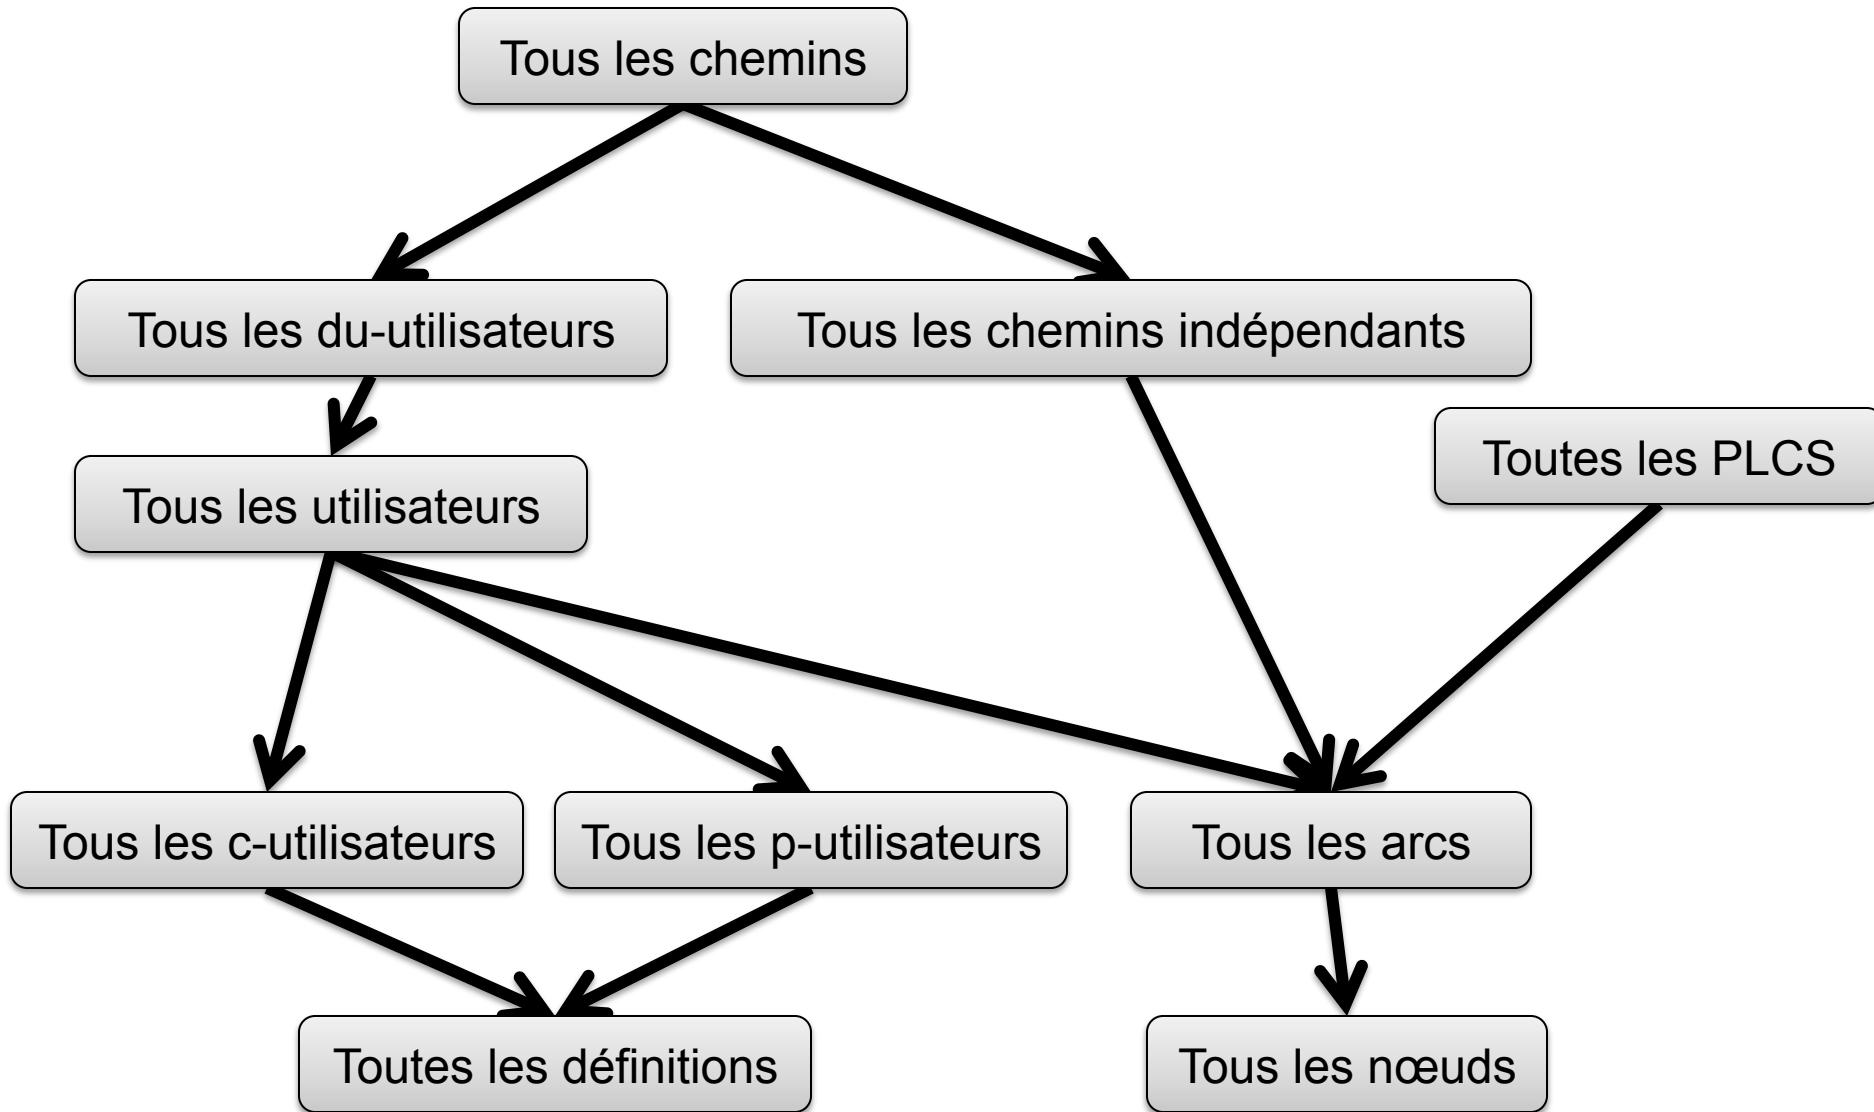 Tous les chemins
Tous les du-utilisateurs
Tous les chemins indépendants
Toutes les PLCS
Tous les utilisateurs
Tous les c-utilisateurs
Tous les p-utilisateurs
Tous les arcs
Toutes les définitions
Tous les nœuds